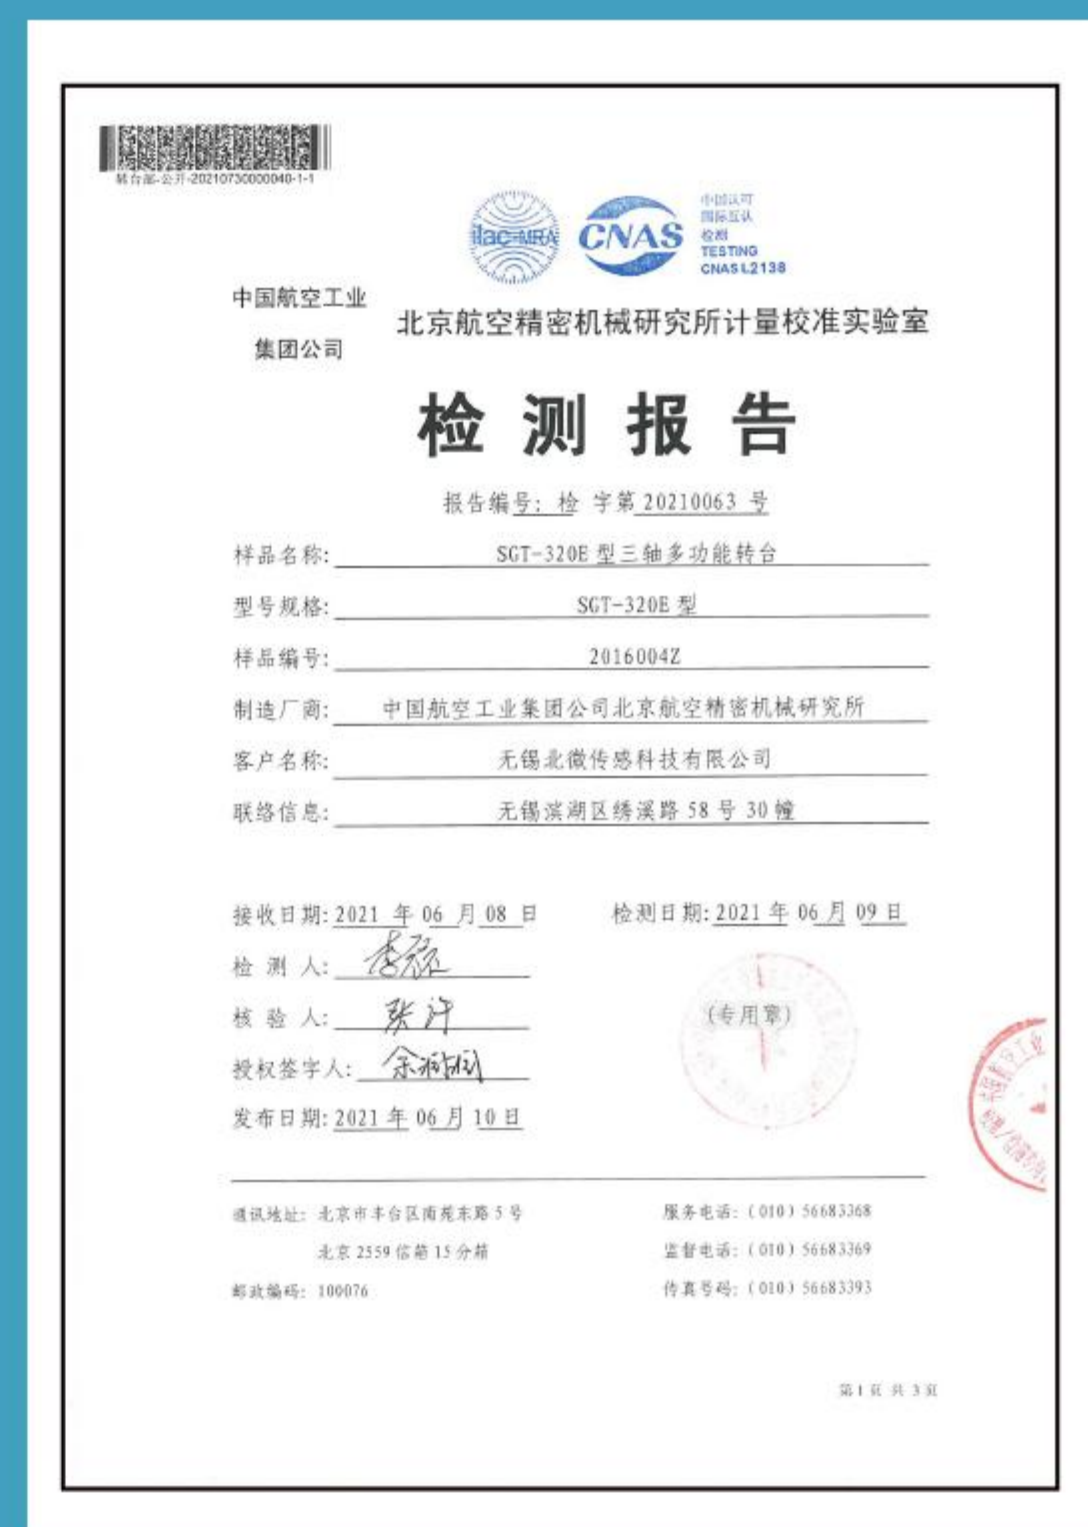 转台部-公开-20210730000040-1-1
ilac-MRA
CNAS
中国认可
国际互认
检测
TESTING
CNAS L2138
中国航空工业
集团公司
北京航空精密机械研究所计量校准实验室
检测报告
报告编号: 检 字第 20210063 号
样品名称: SGT-320E 型三轴多功能转台
型号规格: SGT-320E 型
样品编号: 2016004Z
制造厂商: 中国航空工业集团公司北京航空精密机械研究所
客户名称: 无锡北微传感科技有限公司
联络信息: 无锡滨湖区绣溪路 58 号 30 幢
接收日期: 2021 年 06 月 08 日 检测日期: 2021 年 06 月 09 日
检 测 人:
核 验 人:
(专用章)
授权签字人:
发布日期: 2021 年 06 月 10 日
通讯地址: 北京市丰台区南苑东路 5 号 服务电话: (010) 56683368
北京 2559 信箱 15 分箱 监督电话: (010) 56683369
邮政编码: 100076 传真号码: (010) 56683393
第 1 页 共 3 页